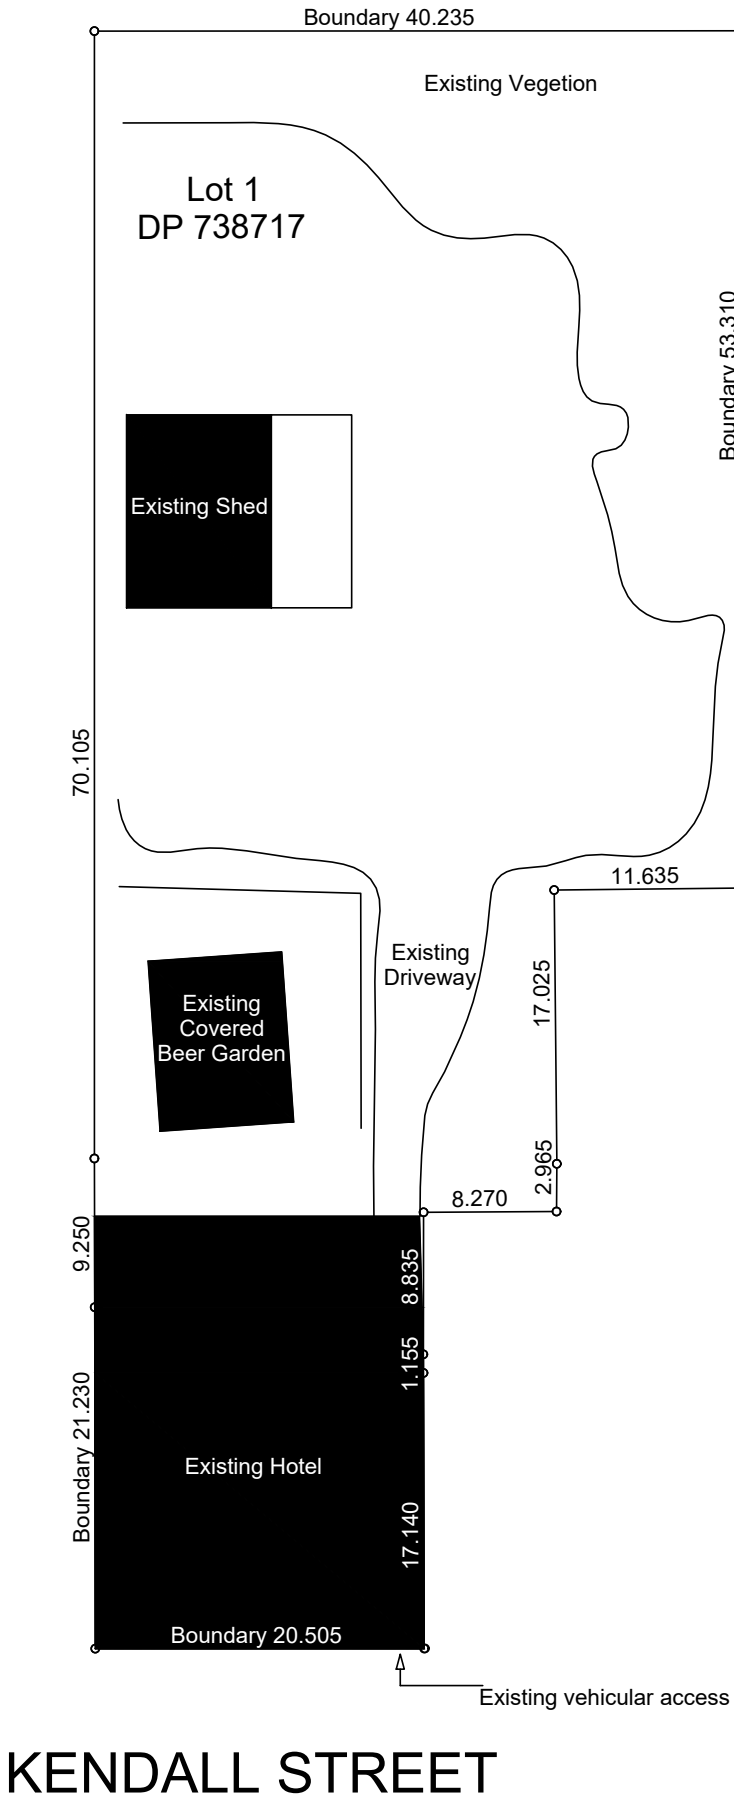 Boundary 40.235
Existing Vegetion
Lot 1
DP 738717
Boundary 53.310
Existing Shed
70.105
11.635
Existing
Driveway
17.025
Existing
Covered
Beer Garden
2.965
8.270
9.250
8.835
1.155
Boundary 21.230
Existing Hotel
17.140
Boundary 20.505
Existing vehicular access
KENDALL STREET